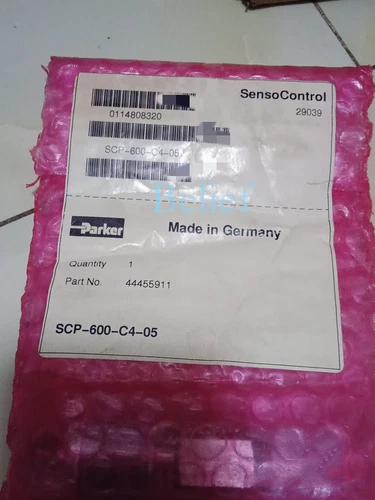 SensoControl
0114808320
29039
SCP-600-C4-05
Belief
Parker
Made in Germany
Quantity 1
Part No. 44455911
SCP-600-C4-05